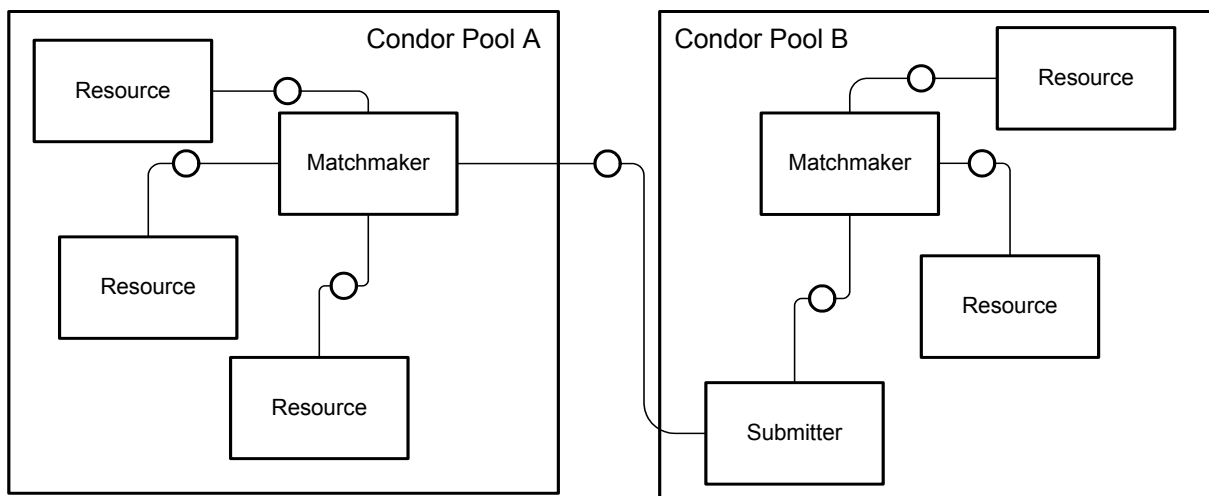 Condor Pool A
Resource
Matchmaker
Resource
Resource
Condor Pool B
Resource
Matchmaker
Resource
Submitter